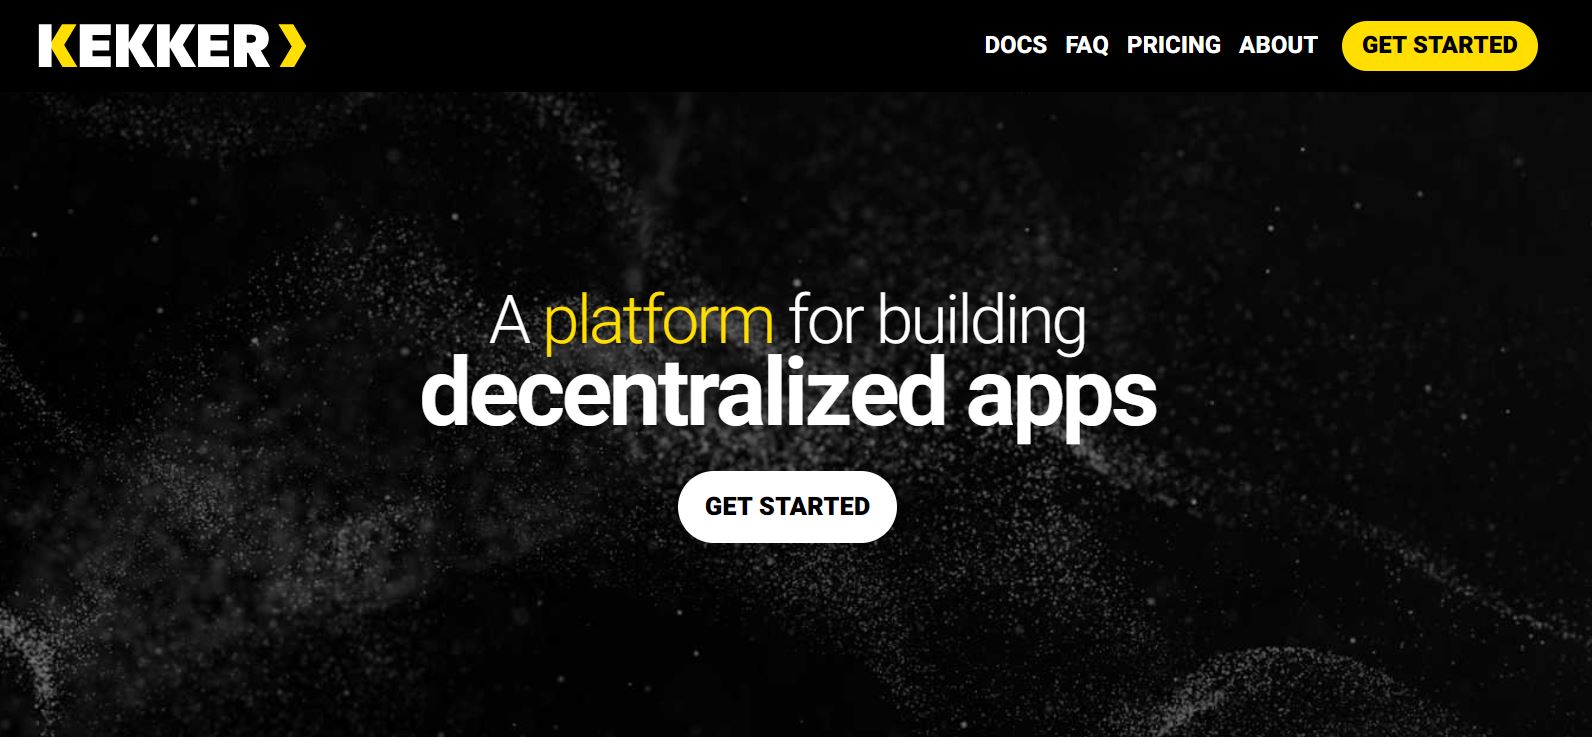 KEKKER
DOCS FAQ PRICING ABOUT GET STARTED
A platform for building
decentralized apps
GET STARTED